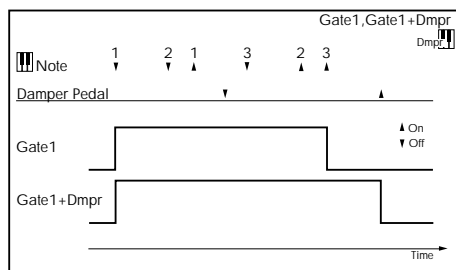 Gate1,Gate1+Dmpr
Dmpr
1 2 1 3 2 3
Note
Damper Pedal
On
Off
Gate1
Gate1+Dmpr
Time